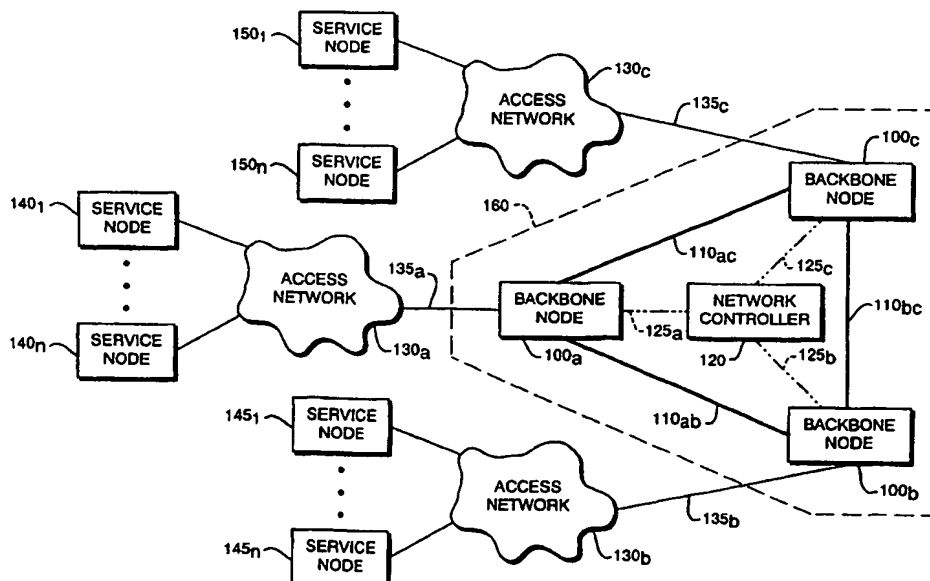 150₁
SERVICE
NODE
130c
ACCESS
NETWORK
135c
150n
SERVICE
NODE
100c
BACKBONE
NODE
140₁
SERVICE
NODE
160
110ac
125c
ACCESS
NETWORK
135a
BACKBONE
NODE
125a
NETWORK
CONTROLLER
110bc
140n
SERVICE
NODE
130a
100a
120
125b
110ab
145₁
SERVICE
NODE
BACKBONE
NODE
ACCESS
NETWORK
100b
135b
145n
SERVICE
NODE
130b